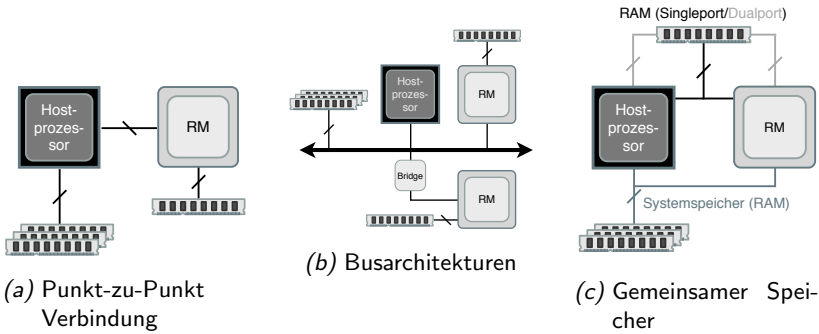 Host-
prozes-
sor
RM
(a) Punkt-zu-Punkt
Verbindung
Host-
prozes-
sor
RM
Bridge
RM
(b) Busarchitekturen
RAM (Singleport/Dualport)
Host-
prozes-
sor
RM
Systemspeicher (RAM)
(c) Gemeinsamer Spei-
cher